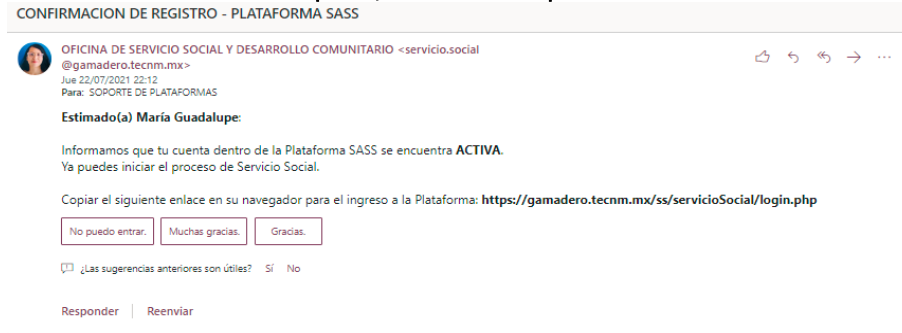 CONFIRMACION DE REGISTRO - PLATAFORMA SASS
OFICINA DE SERVICIO SOCIAL Y DESARROLLO COMUNITARIO <servicio.social
@gamadero.tecnm.mx>
Jue 22/07/2021 22:12
Para: SOPORTE DE PLATAFORMAS
Estimado(a) María Guadalupe:
Informamos que tu cuenta dentro de la Plataforma SASS se encuentra ACTIVA.
Ya puedes iniciar el proceso de Servicio Social.
Copiar el siguiente enlace en su navegador para el ingreso a la Plataforma: https://gamadero.tecnm.mx/ss/servicioSocial/login.php
No puedo entrar. Muchas gracias. Gracias.
¿Las sugerencias anteriores son útiles? Sí No
Responder Reenviar